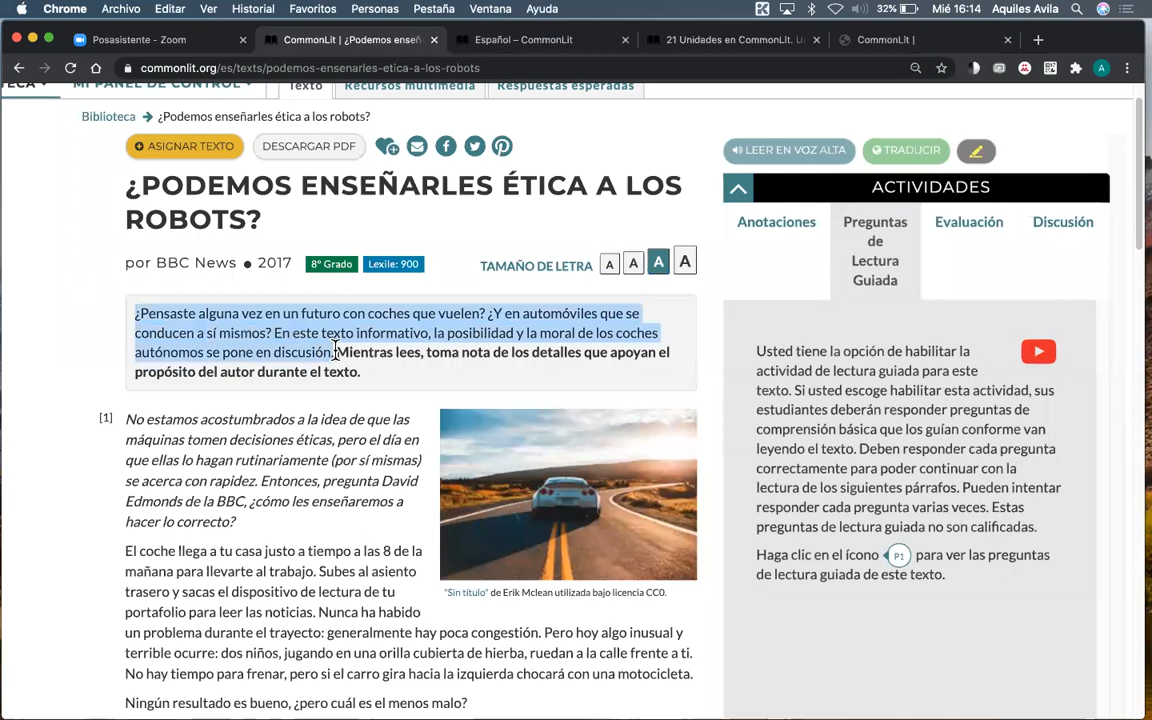 Chrome Archivo Editar Ver Historial Favoritos Personas Pestaña Ventana Ayuda 32% Mié 16:14 Aquiles Avila
Posasistente - Zoom × CommonLit | ¿Podemos enseñ × Español – CommonLit × 21 Unidades en CommonLit. U × CommonLit | × +
commonlit.org/es/texts/podemos-ensenarles-etica-a-los-robots A
TECA MI PANEL DE CONTROL Texto Recursos multimedia Respuestas esperadas
Biblioteca → ¿Podemos enseñarles ética a los robots?
ASIGNAR TEXTO DESCARGAR PDF
¿PODEMOS ENSEÑARLES ÉTICA A LOS
ROBOTS?
por BBC News ● 2017 8º Grado Lexile: 900 TAMAÑO DE LETRA A A A A
¿Pensaste alguna vez en un futuro con coches que vuelen? ¿Y en automóviles que se
conducen a sí mismos? En este texto informativo, la posibilidad y la moral de los coches
autónomos se pone en discusión. Mientras lees, toma nota de los detalles que apoyan el
propósito del autor durante el texto.
[1] No estamos acostumbrados a la idea de que las
máquinas tomen decisiones éticas, pero el día en
que ellas lo hagan rutinariamente (por sí mismas)
se acerca con rapidez. Entonces, pregunta David
Edmonds de la BBC, ¿cómo les enseñaremos a
hacer lo correcto?
El coche llega a tu casa justo a tiempo a las 8 de la
mañana para llevarte al trabajo. Subes al asiento
trasero y sacas el dispositivo de lectura de tu
portafolio para leer las noticias. Nunca ha habido
un problema durante el trayecto: generalmente hay poca congestión. Pero hoy algo inusual y
terrible ocurre: dos niños, jugando en una orilla cubierta de hierba, ruedan a la calle frente a ti.
No hay tiempo para frenar, pero si el carro gira hacia la izquierda chocará con una motocicleta.
Ningún resultado es bueno, ¿pero cuál es el menos malo?
"Sin título" de Erik Mclean utilizada bajo licencia CC0.
LEER EN VOZ ALTA TRADUCIR
ACTIVIDADES
Anotaciones Preguntas de Lectura Guiada Evaluación Discusión
Usted tiene la opción de habilitar la
actividad de lectura guiada para este
texto. Si usted escoge habilitar esta actividad, sus
estudiantes deberán responder preguntas de
comprensión básica que los guían conforme van
leyendo el texto. Deben responder cada pregunta
correctamente para poder continuar con la
lectura de los siguientes párrafos. Pueden intentar
responder cada pregunta varias veces. Estas
preguntas de lectura guiada no son calificadas.
Haga clic en el ícono P1 para ver las preguntas
de lectura guiada de este texto.